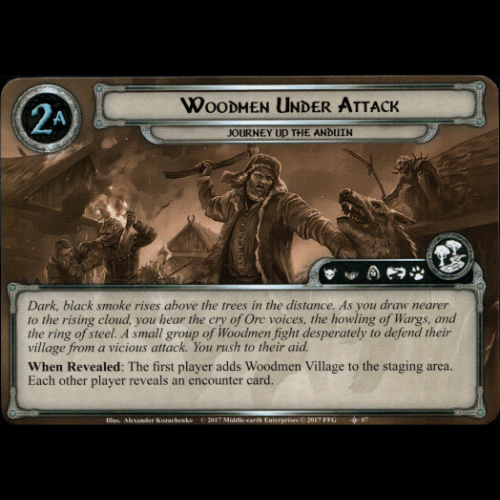 2A
WOODMEN UNDER ATTACK
JOURNEY UP THE ANDUIN
Dark, black smoke rises above the trees in the distance. As you draw nearer
to the rising cloud, you hear the cry of Orc voices, the howling of Wargs, and
the ring of steel. A small group of Woodmen fight desperately to defend their
village from a vicious attack. You rush to their aid.
When Revealed: The first player adds Woodmen Village to the staging area.
Each other player reveals an encounter card.
Illus. Alexander Kozachenko © 2017 Middle-earth Enterprises © 2017 FFG 67